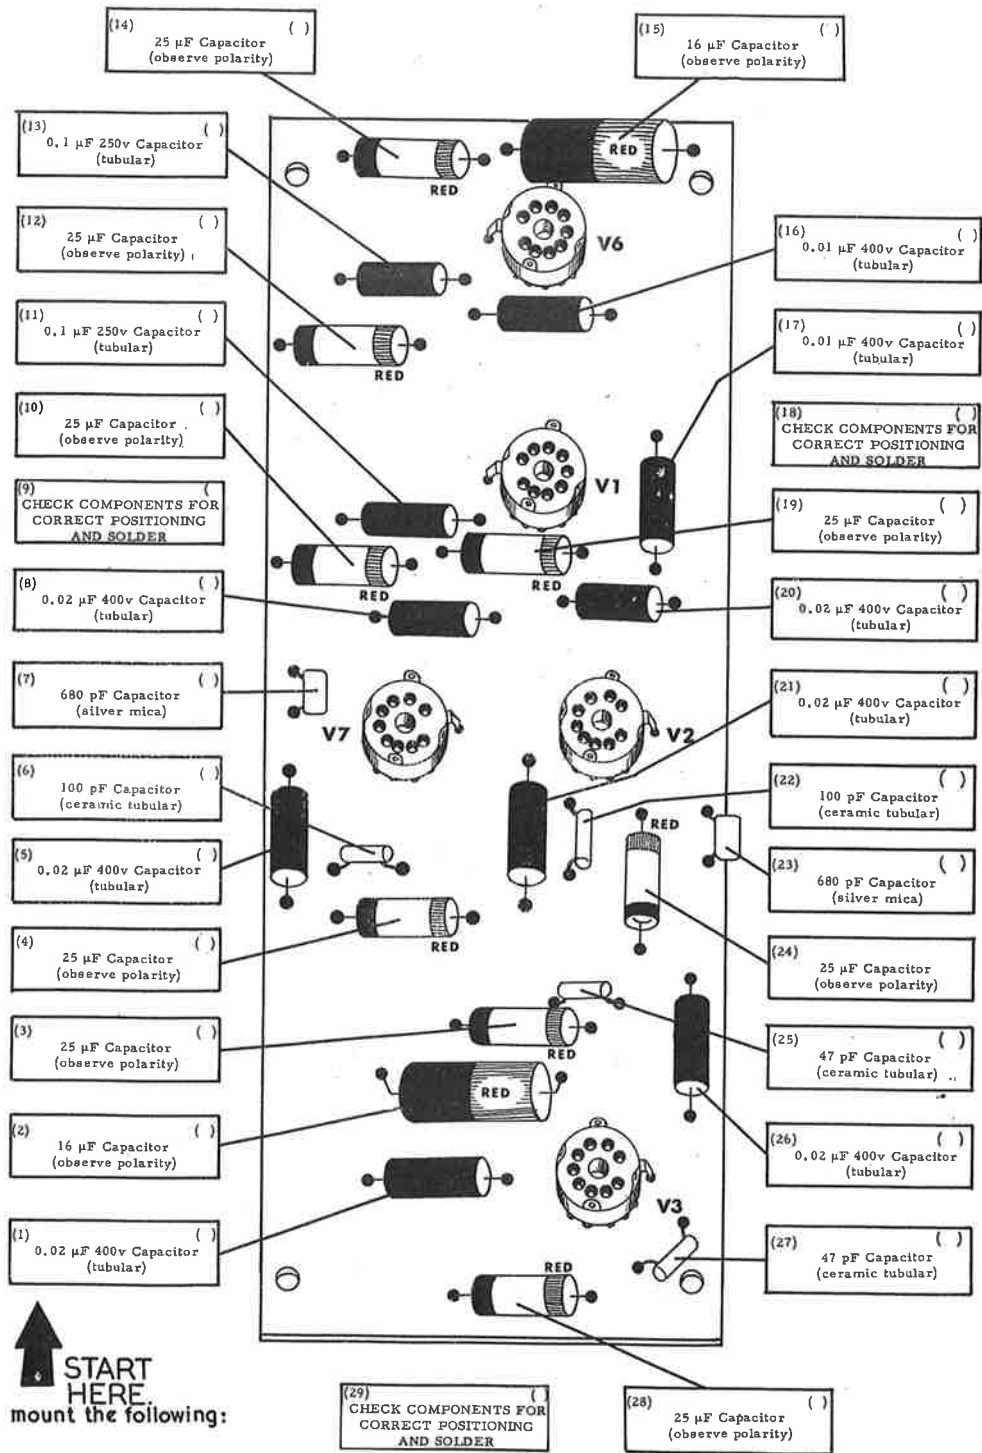 (14) ( )
25 µF Capacitor
(observe polarity)
(15) ( )
16 µF Capacitor
(observe polarity)
(13) ( )
0.1 µF 250v Capacitor
(tubular)
(12) ( )
25 µF Capacitor
(observe polarity)
(11) ( )
0.1 µF 250v Capacitor
(tubular)
(10) ( )
25 µF Capacitor
(observe polarity)
(9) (
CHECK COMPONENTS FOR
CORRECT POSITIONING
AND SOLDER
(8) ( )
0.02 µF 400v Capacitor
(tubular)
(7) ( )
680 pF Capacitor
(silver mica)
(6) ( )
100 pF Capacitor
(ceramic tubular)
(5) ( )
0.02 µF 400v Capacitor
(tubular)
(4) ( )
25 µF Capacitor
(observe polarity)
(3) ( )
25 µF Capacitor
(observe polarity)
(2) ( )
16 µF Capacitor
(observe polarity)
(1) ( )
0.02 µF 400v Capacitor
(tubular)
START
HERE.
mount the following:
RED
RED
V6
RED
V1
RED
RED
V7
V2
RED
RED
RED
RED
V3
RED
(16) ( )
0.01 µF 400v Capacitor
(tubular)
(17) ( )
0.01 µF 400v Capacitor
(tubular)
(18) ( )
CHECK COMPONENTS FOR
CORRECT POSITIONING
AND SOLDER
(19) ( )
25 µF Capacitor
(observe polarity)
(20) ( )
0.02 µF 400v Capacitor
(tubular)
(21) ( )
0.02 µF 400v Capacitor
(tubular)
(22) ( )
100 pF Capacitor
(ceramic tubular)
(23) ( )
680 pF Capacitor
(silver mica)
(24) ( )
25 µF Capacitor
(observe polarity)
(25) ( )
47 pF Capacitor
(ceramic tubular)
(26) ( )
0.02 µF 400v Capacitor
(tubular)
(27) ( )
47 pF Capacitor
(ceramic tubular)
(28) ( )
25 µF Capacitor
(observe polarity)
(29) ( )
CHECK COMPONENTS FOR
CORRECT POSITIONING
AND SOLDER